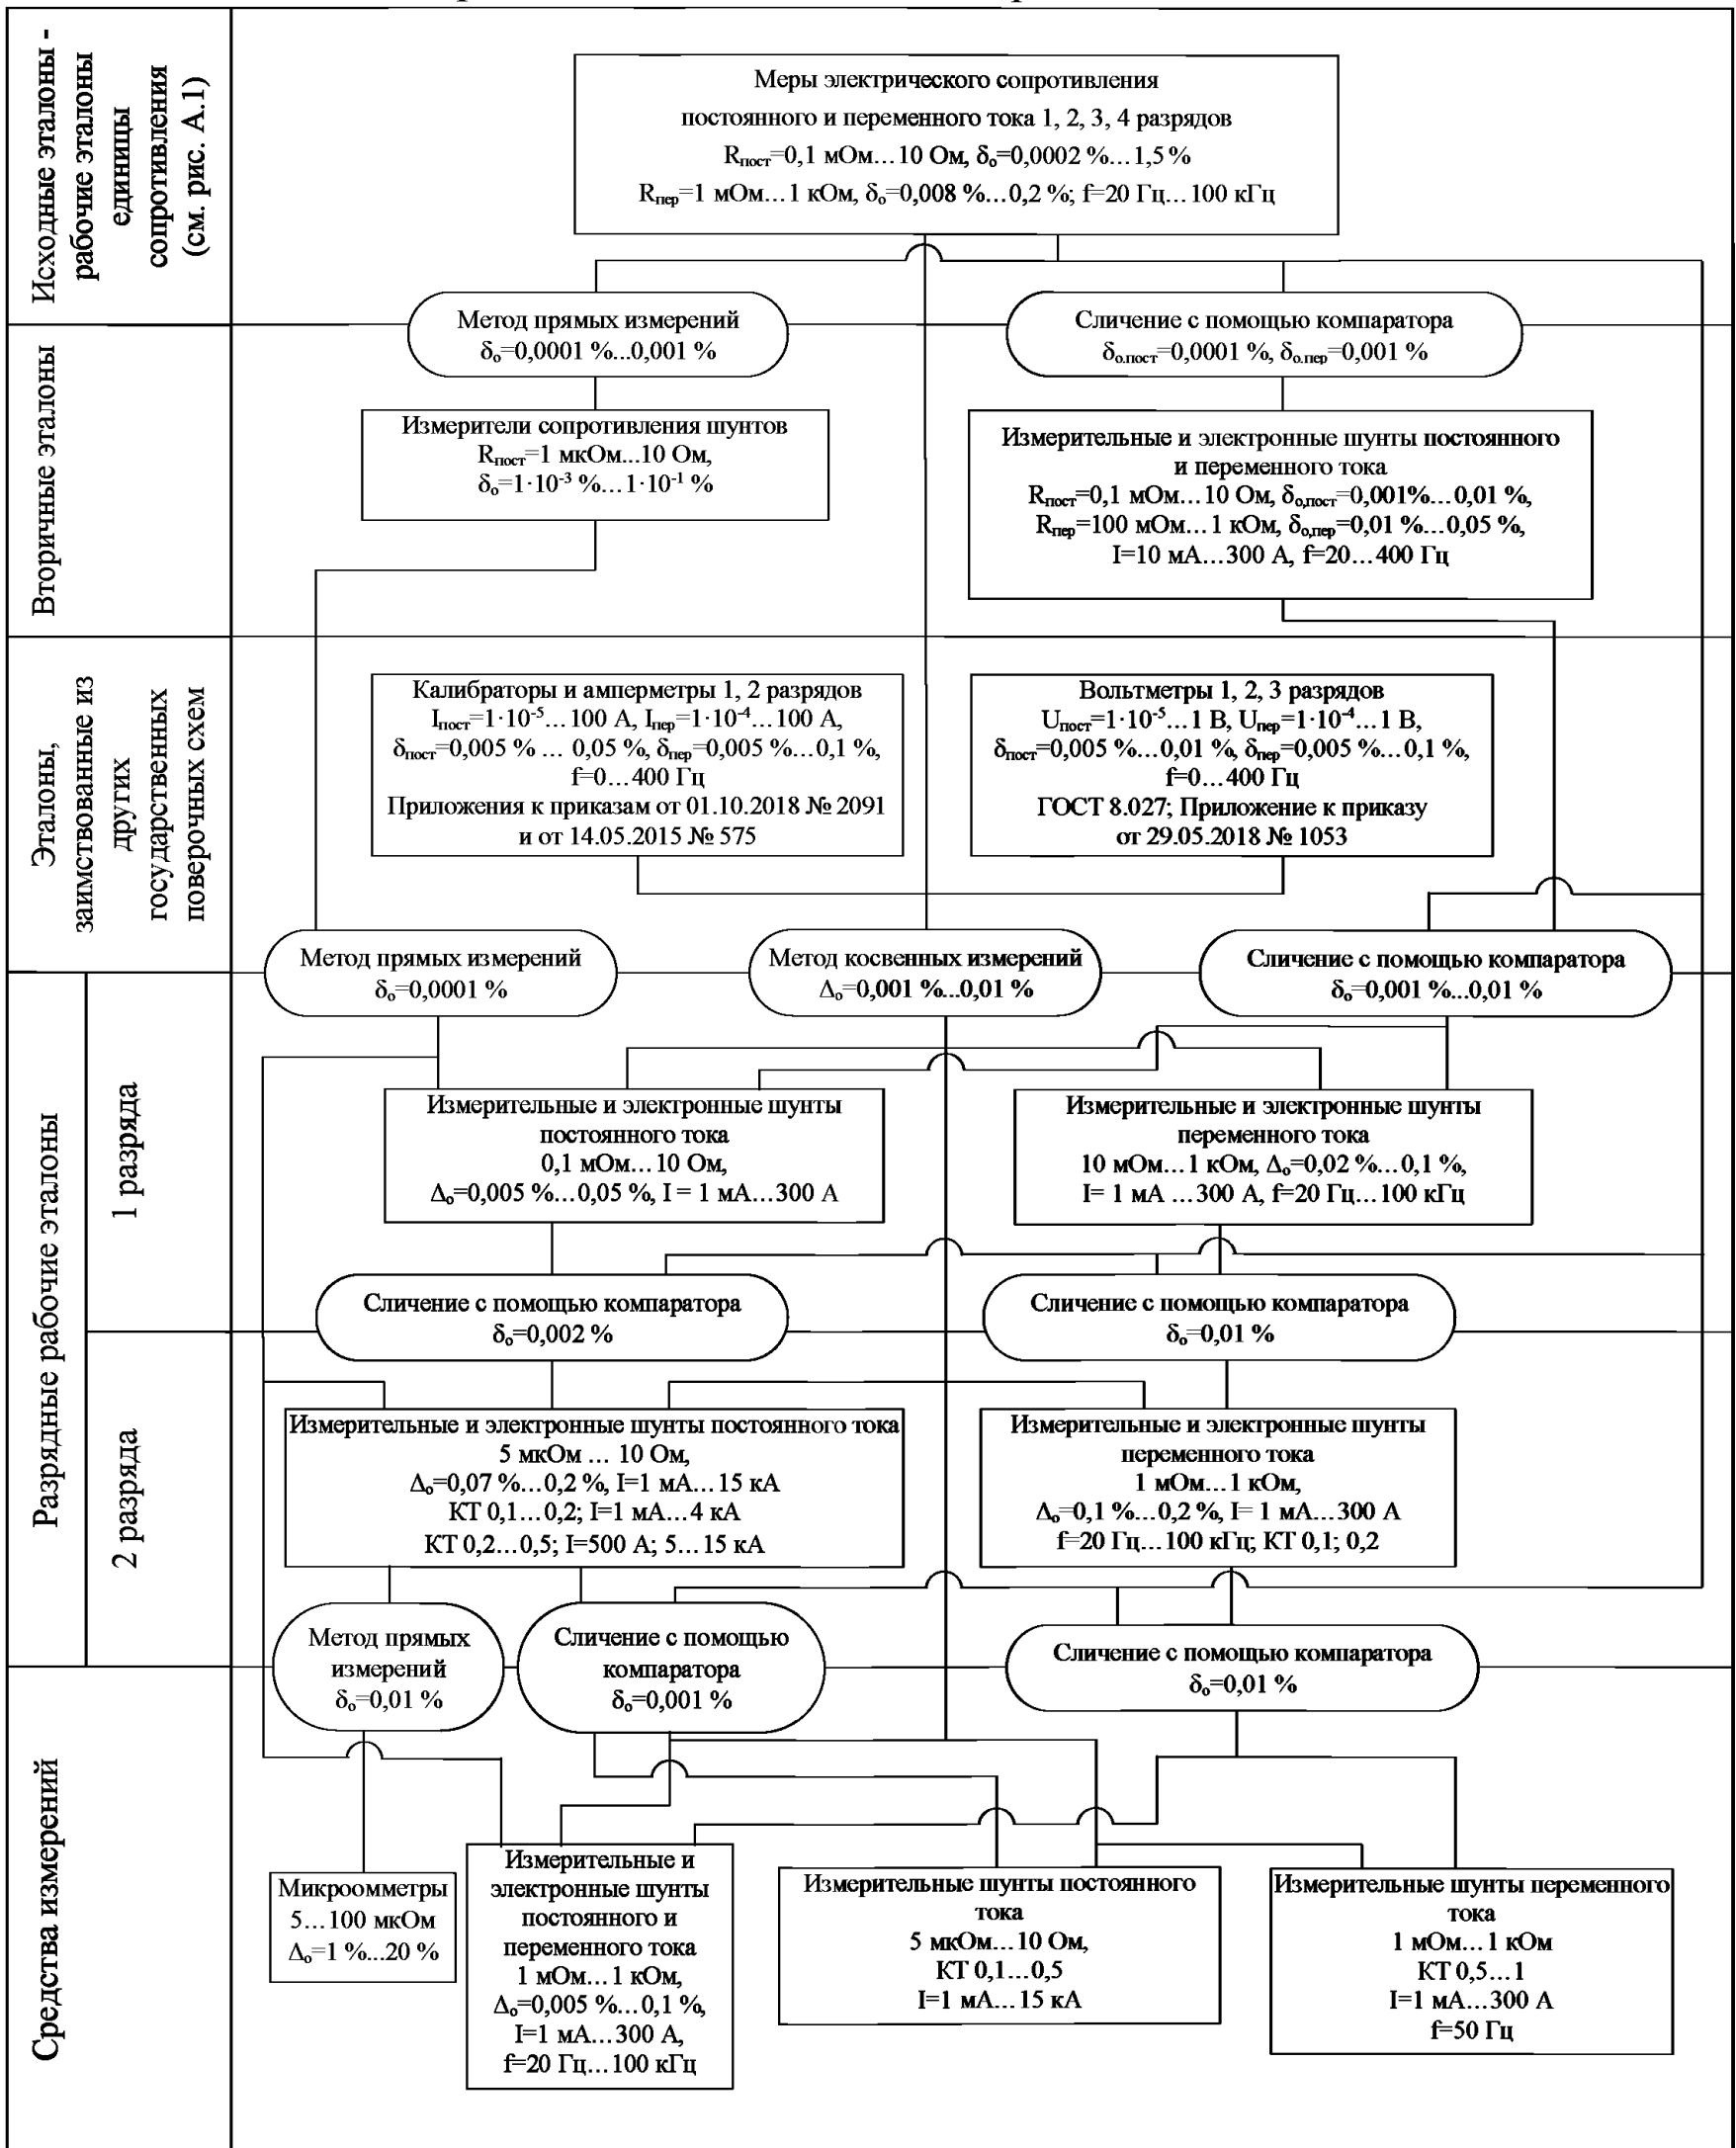 Исходные эталоны -
рабочие эталоны
единицы
сопротивления
(см. рис. А.1)
Меры электрического сопротивления
постоянного и переменного тока 1, 2, 3, 4 разрядов
Rпост=0,1 мОм…10 Ом, δо=0,0002 %…1,5 %
Rпер=1 мОм…1 кОм, δо=0,008 %…0,2 %; f=20 Гц…100 кГц
Метод прямых измерений
δо=0,0001 %...0,001 %
Сличение с помощью компаратора
δо.пост=0,0001 %, δо.пер=0,001 %
Вторичные эталоны
Измерители сопротивления шунтов
Rпост=1 мкОм...10 Ом,
δо=1·10⁻³ %…1·10⁻¹ %
Измерительные и электронные шунты постоянного
и переменного тока
Rпост=0,1 мОм…10 Ом, δо,пост=0,001%…0,01 %,
Rпер=100 мОм…1 кОм, δо,пер=0,01 %…0,05 %,
I=10 мА…300 А, f=20…400 Гц
Эталоны,
заимствованные из
других
государственных
поверочных схем
Калибраторы и амперметры 1, 2 разрядов
Iпост=1·10⁻⁵…100 А, Iпер=1·10⁻⁴…100 А,
δпост=0,005 % … 0,05 %, δпер=0,005 %…0,1 %,
f=0…400 Гц
Приложения к приказам от 01.10.2018 № 2091
и от 14.05.2015 № 575
Вольтметры 1, 2, 3 разрядов
Uпост=1·10⁻⁵…1 В, Uпер=1·10⁻⁴…1 В,
δпост=0,005 %…0,01 %, δпер=0,005 %…0,1 %,
f=0…400 Гц
ГОСТ 8.027; Приложение к приказу
от 29.05.2018 № 1053
Метод прямых измерений
δо=0,0001 %
Метод косвенных измерений
Δо=0,001 %...0,01 %
Сличение с помощью компаратора
δо=0,001 %...0,01 %
Разрядные рабочие эталоны
1 разряда
Измерительные и электронные шунты
постоянного тока
0,1 мОм…10 Ом,
Δо=0,005 %…0,05 %, I = 1 мА…300 А
Измерительные и электронные шунты
переменного тока
10 мОм…1 кОм, Δо=0,02 %…0,1 %,
I= 1 мА …300 А, f=20 Гц…100 кГц
Сличение с помощью компаратора
δо=0,002 %
Сличение с помощью компаратора
δо=0,01 %
2 разряда
Измерительные и электронные шунты постоянного тока
5 мкОм … 10 Ом,
Δо=0,07 %…0,2 %, I=1 мА…15 кА
КТ 0,1…0,2; I=1 мА…4 кА
КТ 0,2…0,5; I=500 А; 5…15 кА
Измерительные и электронные шунты
переменного тока
1 мОм…1 кОм,
Δо=0,1 %…0,2 %, I= 1 мА…300 А
f=20 Гц…100 кГц; КТ 0,1; 0,2
Метод прямых
измерений
δо=0,01 %
Сличение с помощью
компаратора
δо=0,001 %
Сличение с помощью компаратора
δо=0,01 %
Средства измерений
Микроомметры
5…100 мкОм
Δо=1 %...20 %
Измерительные и
электронные шунты
постоянного и
переменного тока
1 мОм…1 кОм,
Δо=0,005 %…0,1 %,
I=1 мА…300 А,
f=20 Гц…100 кГц
Измерительные шунты постоянного
тока
5 мкОм…10 Ом,
КТ 0,1…0,5
I=1 мА…15 кА
Измерительные шунты переменного
тока
1 мОм…1 кОм
КТ 0,5…1
I=1 мА…300 А
f=50 Гц